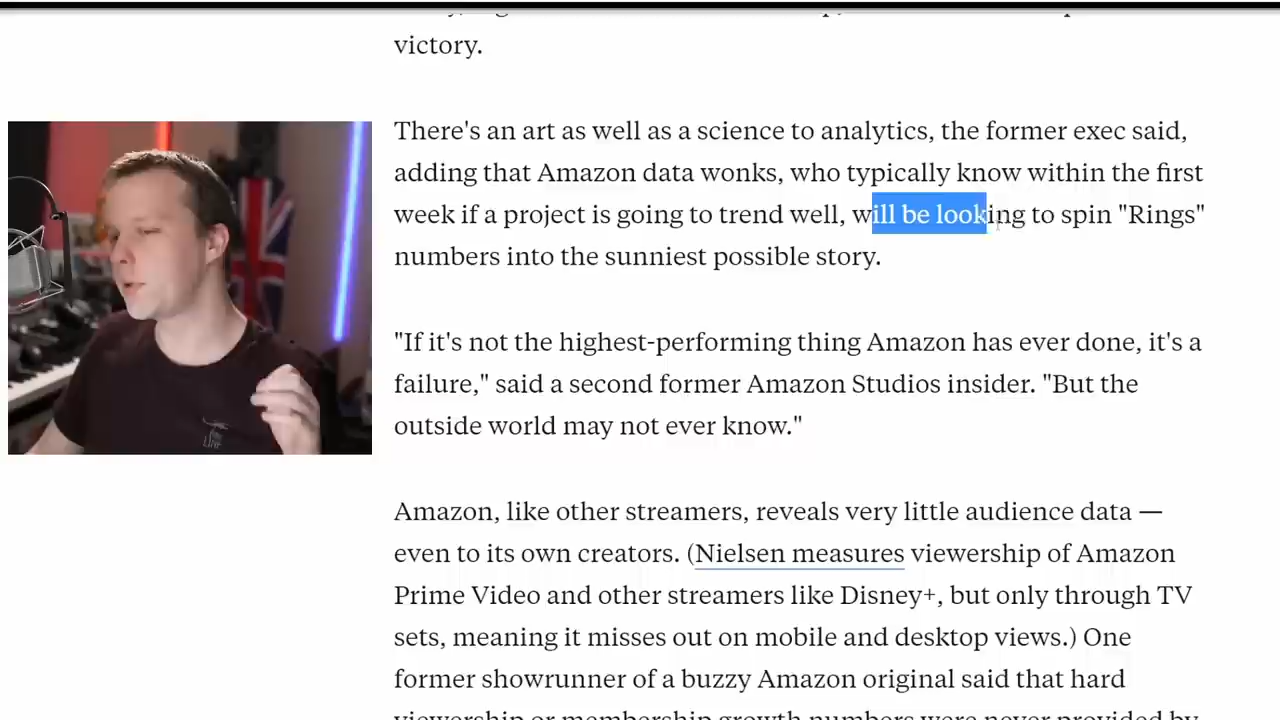 victory.
There's an art as well as a science to analytics, the former exec said,
adding that Amazon data wonks, who typically know within the first
week if a project is going to trend well, will be looking to spin "Rings"
numbers into the sunniest possible story.
"If it's not the highest-performing thing Amazon has ever done, it's a
failure," said a second former Amazon Studios insider. "But the
outside world may not ever know."
Amazon, like other streamers, reveals very little audience data —
even to its own creators. (Nielsen measures viewership of Amazon
Prime Video and other streamers like Disney+, but only through TV
sets, meaning it misses out on mobile and desktop views.) One
former showrunner of a buzzy Amazon original said that hard
viewership or membership growth numbers were never provided by